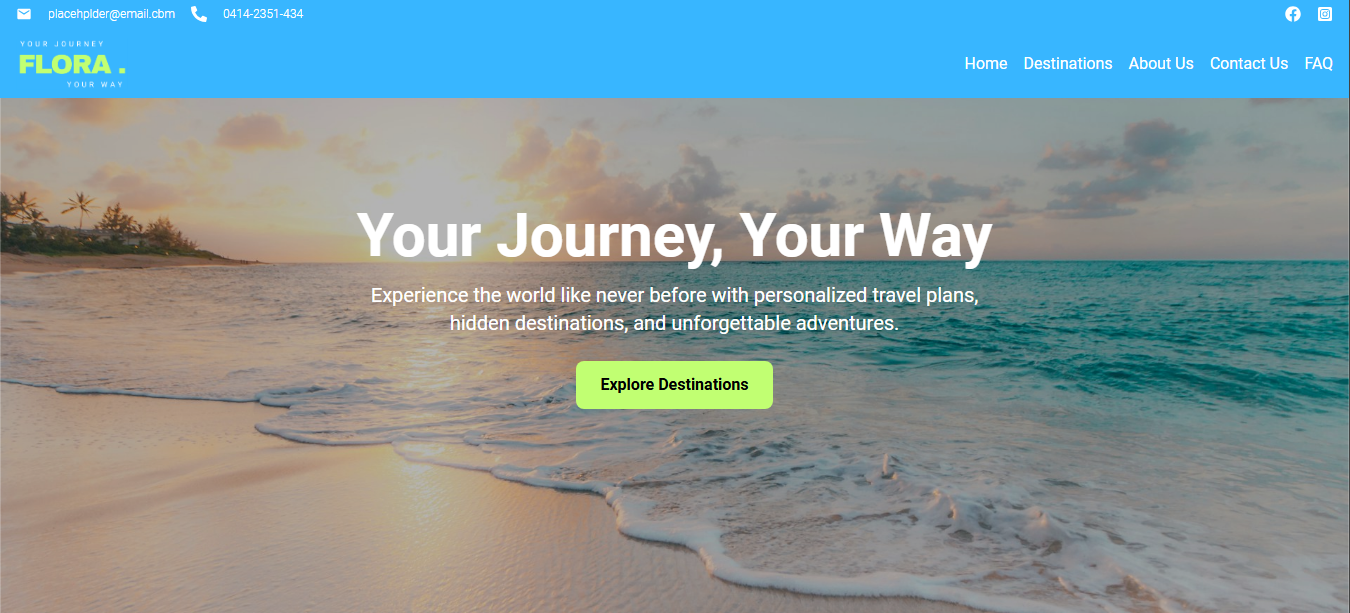 placehplder@email.cbm 0414-2351-434
YOUR JOURNEY
FLORA .
YOUR WAY
Home Destinations About Us Contact Us FAQ
Your Journey, Your Way
Experience the world like never before with personalized travel plans,
hidden destinations, and unforgettable adventures.
Explore Destinations